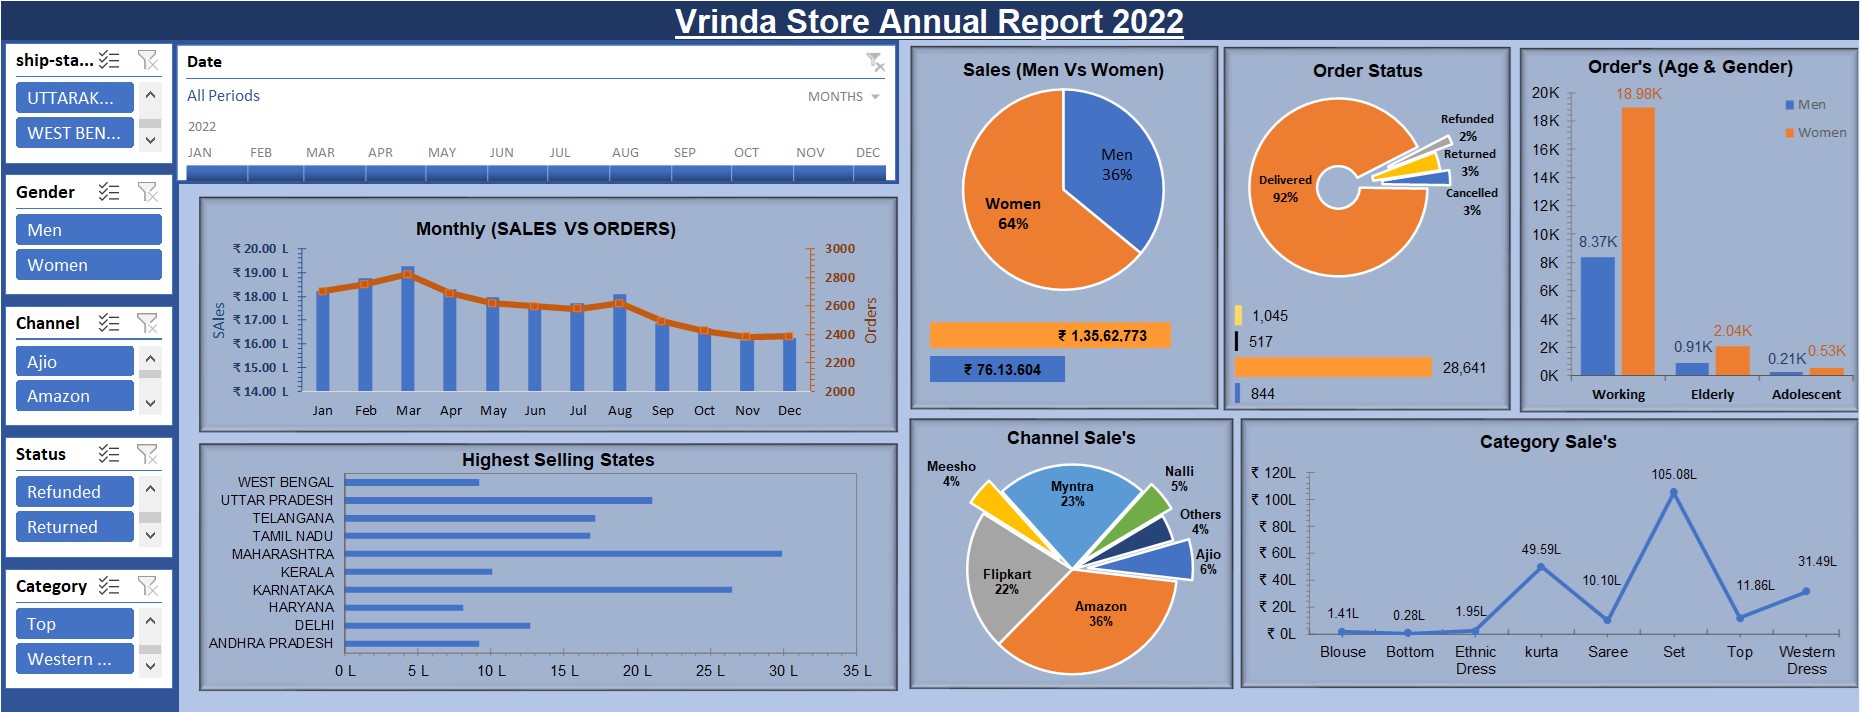 Vrinda Store Annual Report 2022
ship-sta...
UTTARAK...
WEST BEN...
Gender
Men
Women
Channel
Ajio
Amazon
Status
Refunded
Returned
Category
Top
Western ...
Date
All Periods
MONTHS
2022
JAN FEB MAR APR MAY JUN JUL AUG SEP OCT NOV DEC
Monthly (SALES VS ORDERS)
SAles
₹ 20.00 L
₹ 19.00 L
₹ 18.00 L
₹ 17.00 L
₹ 16.00 L
₹ 15.00 L
₹ 14.00 L
3000
2800
2600
2400
2200
2000
Orders
Jan Feb Mar Apr May Jun Jul Aug Sep Oct Nov Dec
Highest Selling States
WEST BENGAL
UTTAR PRADESH
TELANGANA
TAMIL NADU
MAHARASHTRA
KERALA
KARNATAKA
HARYANA
DELHI
ANDHRA PRADESH
0 L 5 L 10 L 15 L 20 L 25 L 30 L 35 L
Sales (Men Vs Women)
Men
36%
Women
64%
₹ 1,35,62,773
₹ 76.13.604
Order Status
Refunded
2%
Returned
3%
Cancelled
3%
Delivered
92%
1,045
517
28,641
844
Order's (Age & Gender)
20K
18K
16K
14K
12K
10K
8K
6K
4K
2K
0K
Men
Women
18.98K
8.37K
0.91K
2.04K
0.21K
0.53K
Working Elderly Adolescent
Channel Sale's
Meesho
4%
Myntra
23%
Nalli
5%
Others
4%
Ajio
6%
Flipkart
22%
Amazon
36%
Category Sale's
₹ 120L
₹ 100L
₹ 80L
₹ 60L
₹ 40L
₹ 20L
₹ 0L
1.41L
0.28L
1.95L
49.59L
10.10L
105.08L
11.86L
31.49L
Blouse Bottom Ethnic kurta Saree Set Top Western
Dress Dress